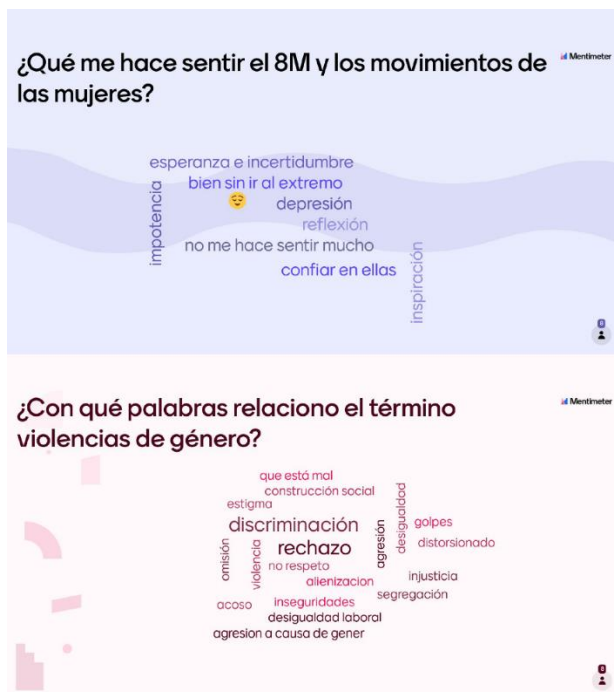 ¿Qué me hace sentir el 8M y los movimientos de
las mujeres?
Mentimeter
esperanza e incertidumbre
bien sin ir al extremo
impotencia
depresión
reflexión
no me hace sentir mucho
confiar en ellas
inspiración
¿Con qué palabras relaciono el término
violencias de género?
Mentimeter
que está mal
construcción social
estigma
discriminación
desigualdad
golpes
agresión
rechazo
distorsionado
omisión
violencia
no respeto
alienizacion
injusticia
segregación
acoso
inseguridades
desigualdad laboral
agresion a causa de gener